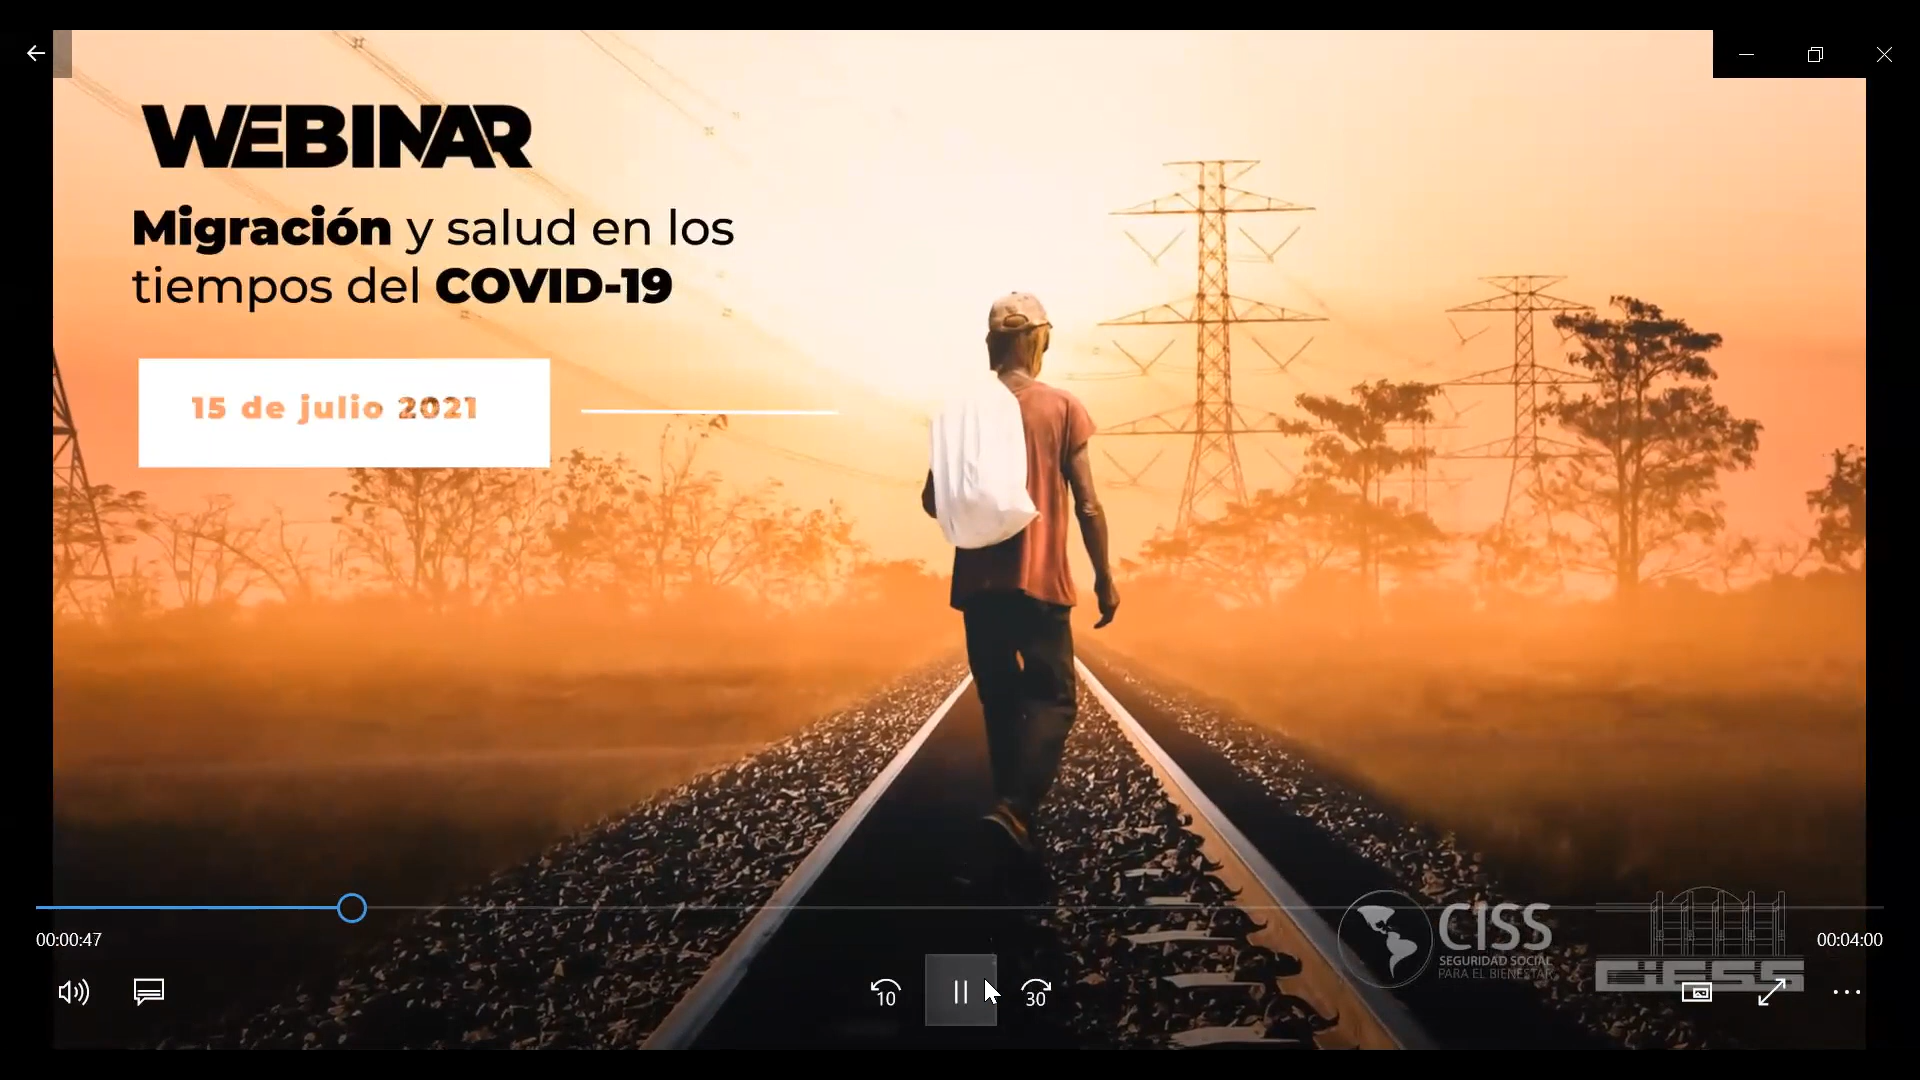 WEBINAR
Migración y salud en los
tiempos del COVID-19
15 de julio 2021
CISS
SEGURIDAD SOCIAL
PARA EL BIENESTAR
CIESS
00:00:47
00:04:00
10
30